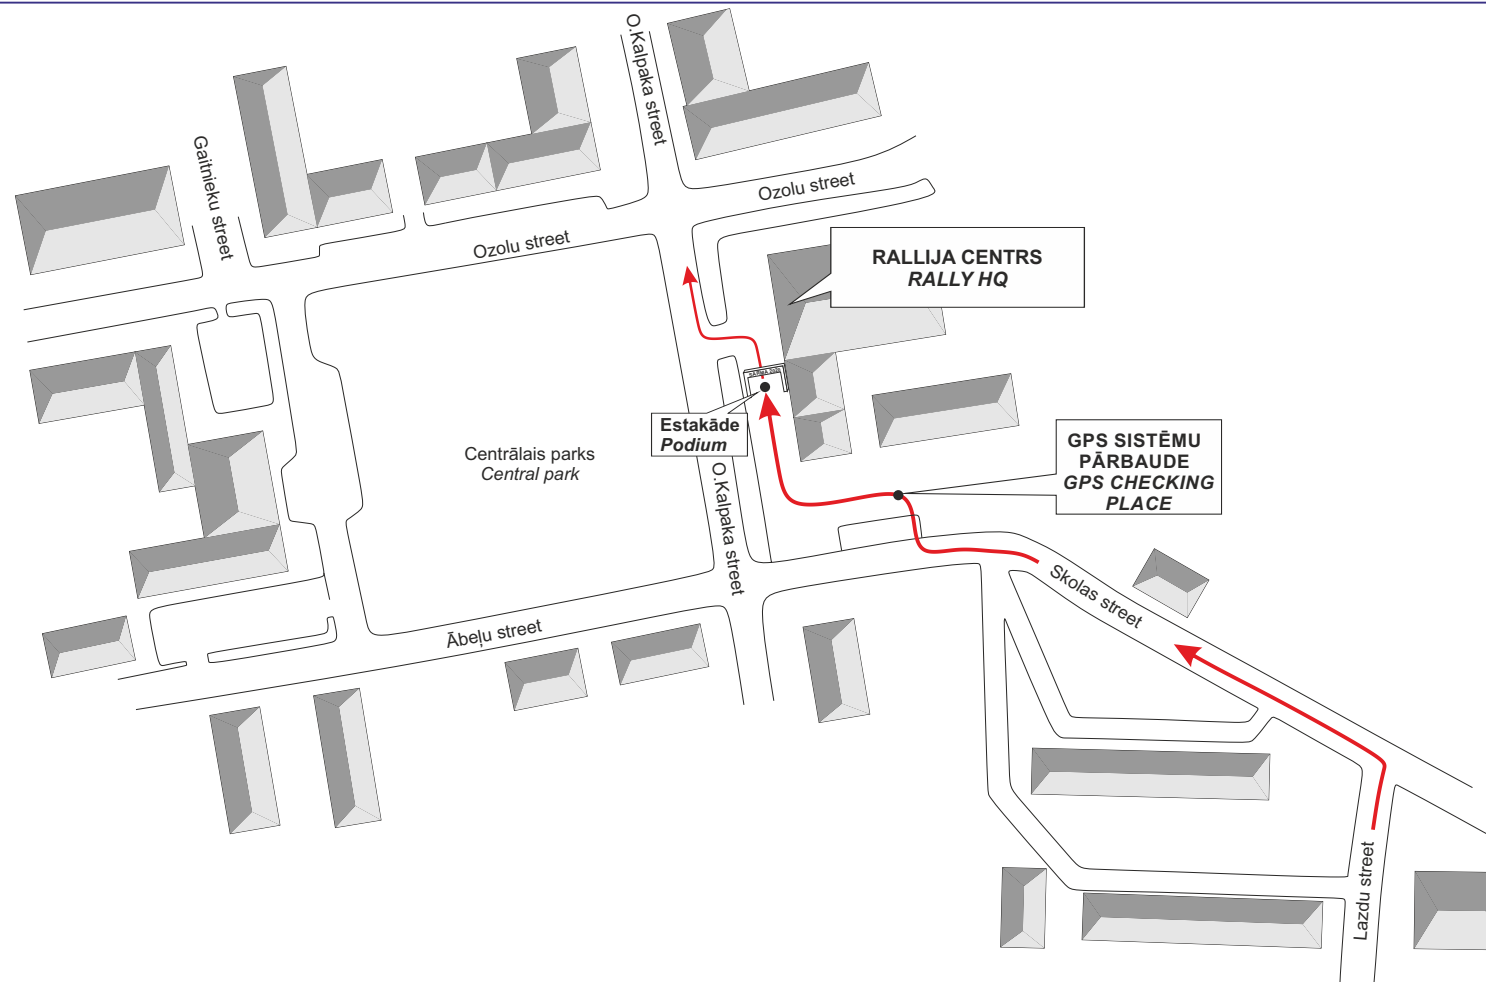 O.Kalpaka street
Gaitnieku street
Ozolu street
Ozolu street
RALLIJA CENTRS
RALLY HQ
Estakāde
Podium
Centrālais parks
Central park
GPS SISTĒMU
PĀRBAUDE
GPS CHECKING
PLACE
O.Kalpaka street
Skolas street
Ābeļu street
Lazdu street